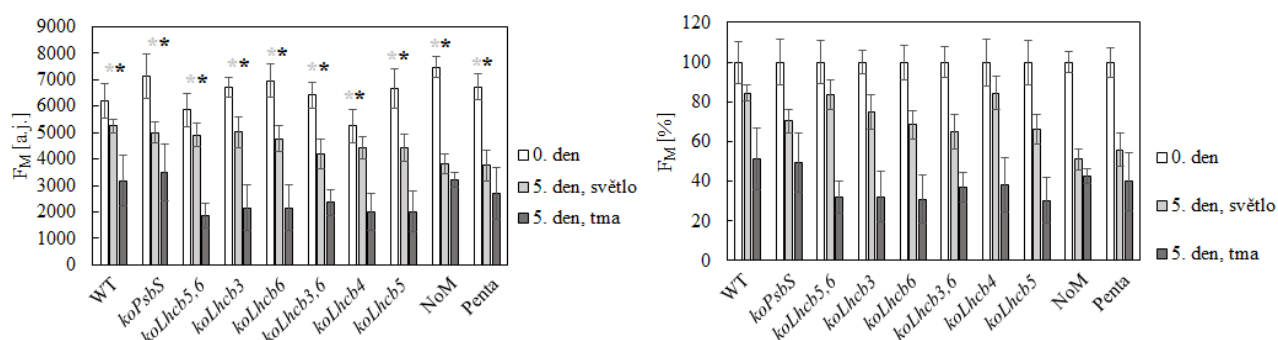 9000
8000
7000
6000
5000
4000
3000
2000
1000
0
FM [a.j.]
** ** ** ** ** ** ** ** ** **
WT
koPsbS
koLhcb5,6
koLhcb3
koLhcb6
koLhcb3,6
koLhcb4
koLhcb5
NoM
Penta
0. den
5. den, světlo
5. den, tma
120
100
80
60
40
20
0
FM [%]
WT
koPsbS
koLhcb5,6
koLhcb3
koLhcb6
koLhcb3,6
koLhcb4
koLhcb5
NoM
Penta
0. den
5. den, světlo
5. den, tma